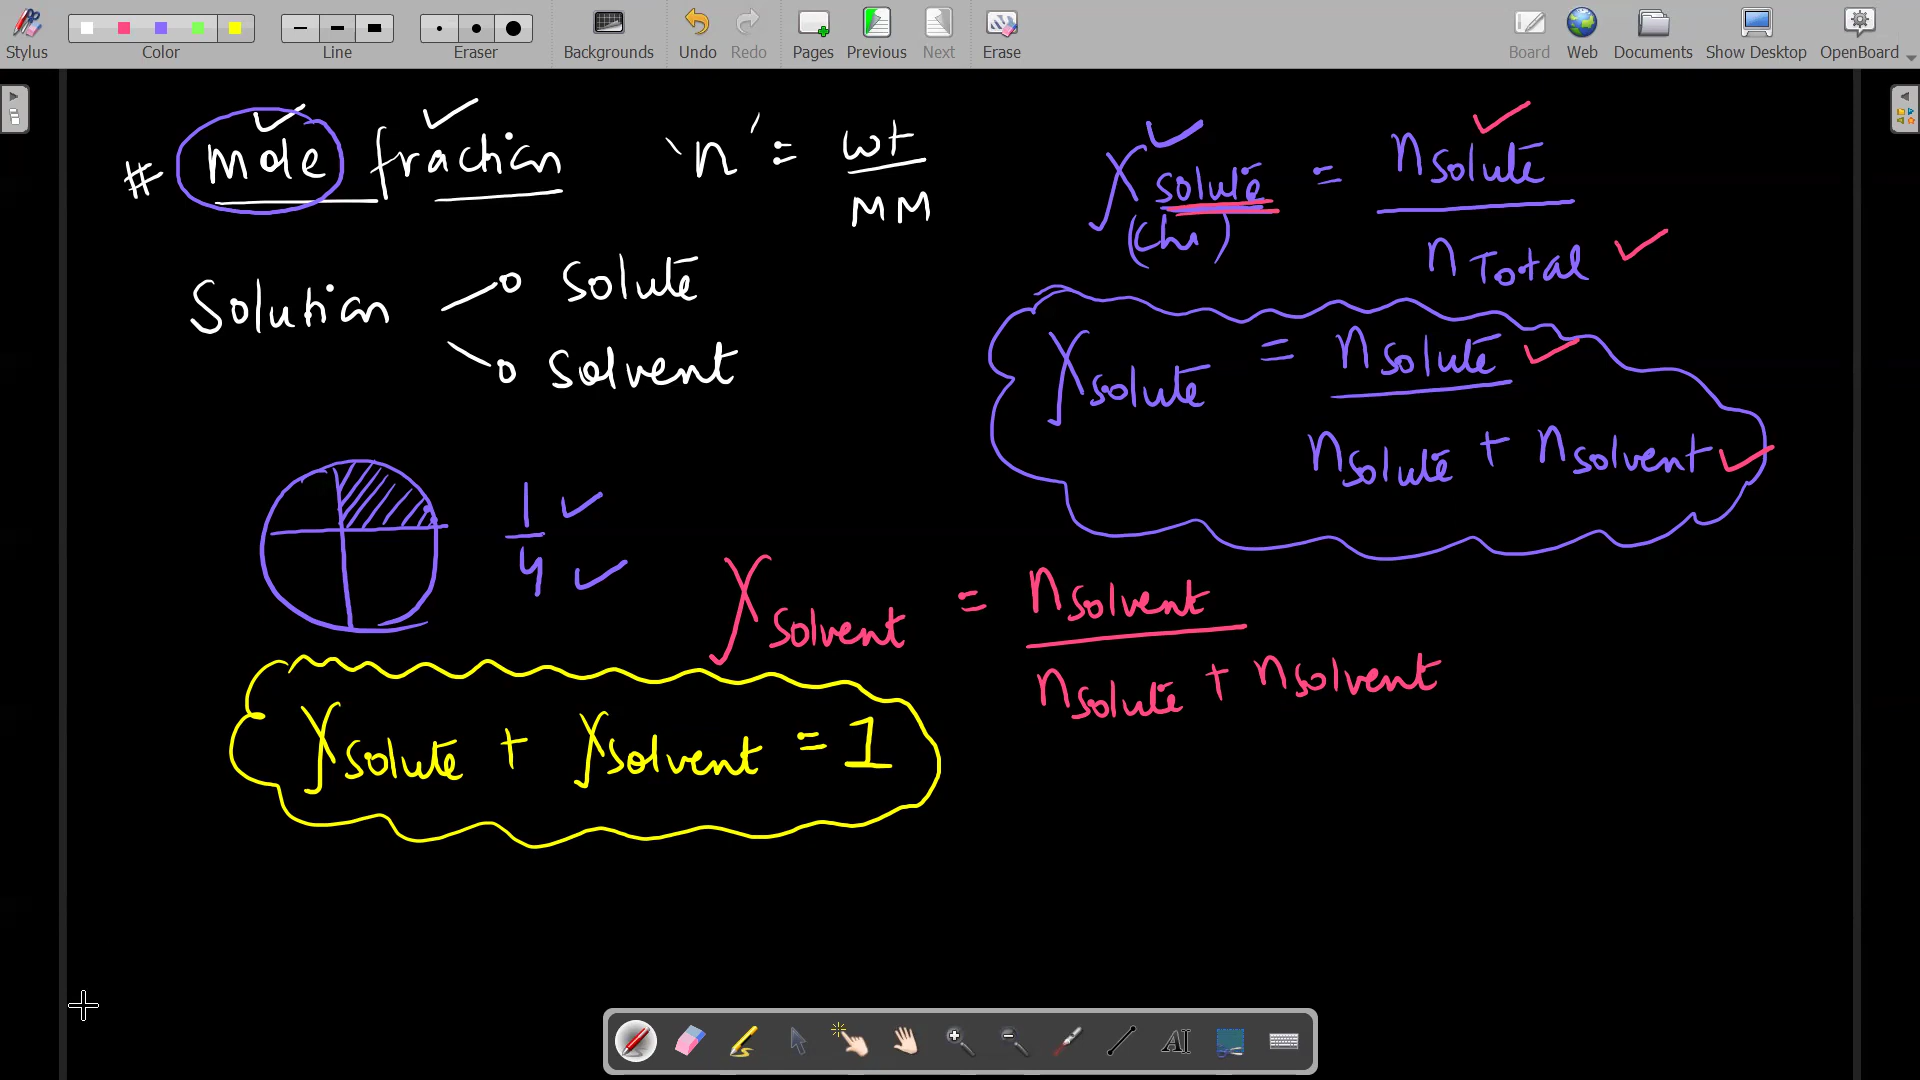 Stylus Color Line Eraser Backgrounds Undo Redo Pages Previous Next Erase Board Web Documents Show Desktop OpenBoard
# mole fraction 'n' = wt / MM
Solution
solute
solvent
1/4
χ solute = n solute / n Total
(chi)
χ solute = n solute / n solute + n solvent
χ solvent = n solvent / n solute + n solvent
χ solute + χ solvent = 1
AI